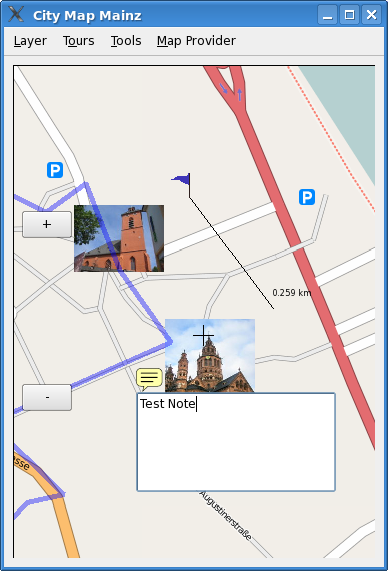 City Map Mainz
Layer Tours Tools Map Provider
P
P
+
0.259 km
-
Test Note
sse
Augustinerstraße